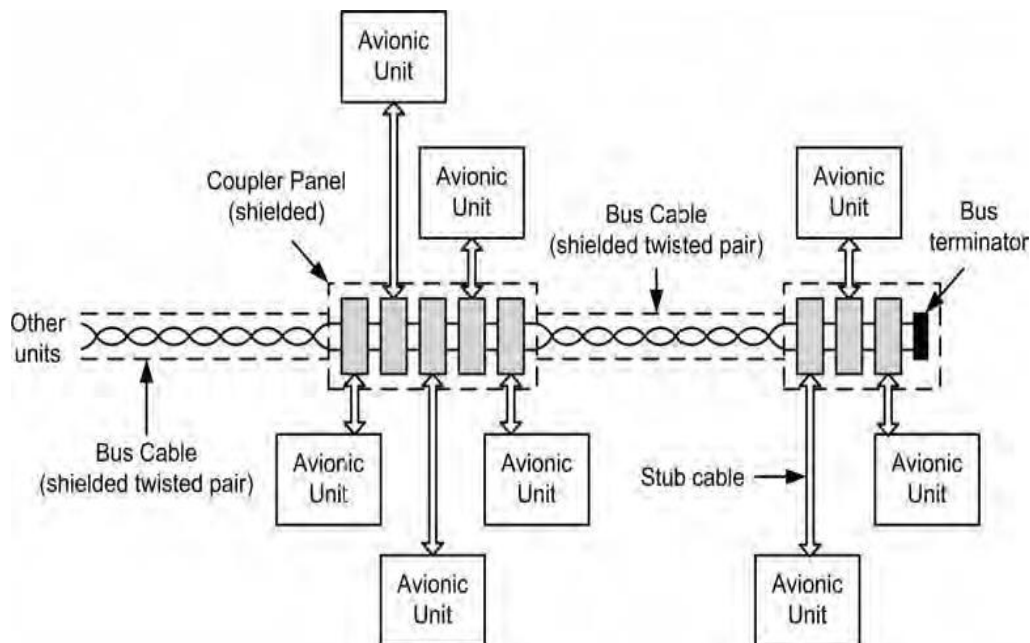 Avionic
Unit
Avionic
Unit
Avionic
Unit
Coupler Panel
(shielded)
Bus Cable
(shielded twisted pair)
Bus
terminator
Other
units
Bus Cable
(shielded twisted pair)
Avionic
Unit
Avionic
Unit
Stub cable
Avionic
Unit
Avionic
Unit
Avionic
Unit